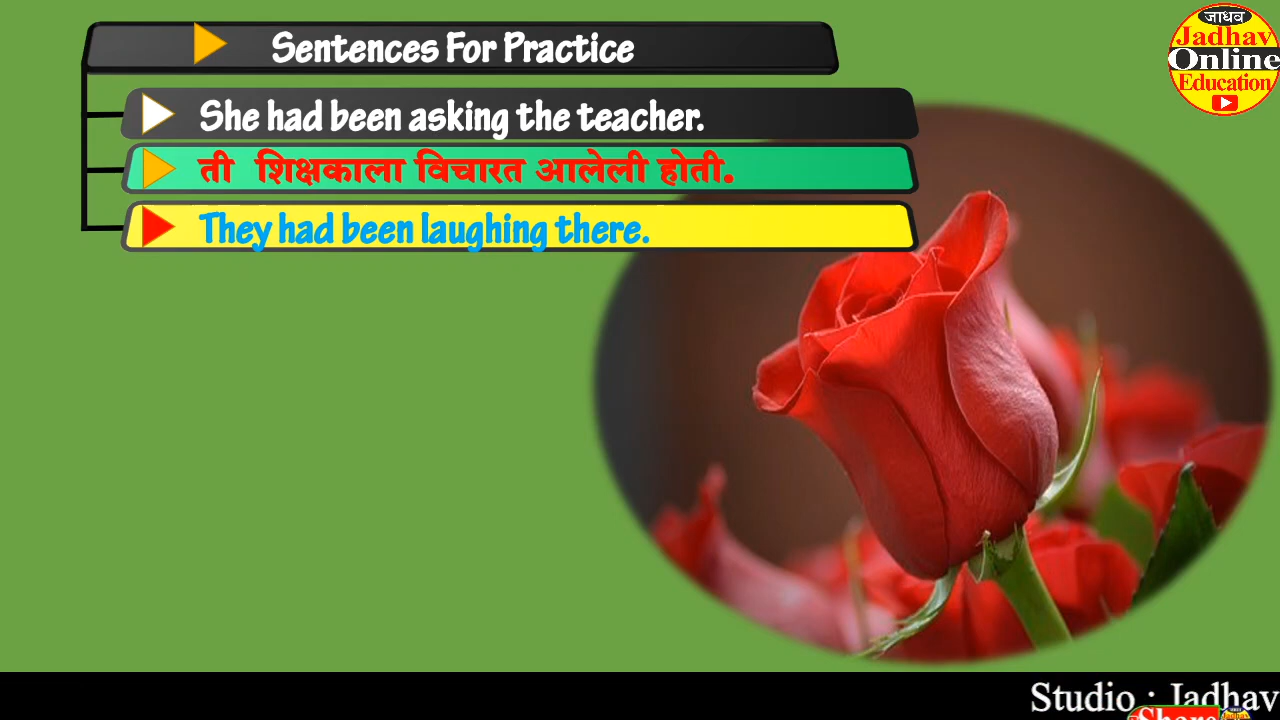 Sentences For Practice
She had been asking the teacher.
ती शिक्षकाला विचारत आलेली होती.
They had been laughing there.
जाधव
Jadhav
Online
Education
Studio : Jadhav
Share